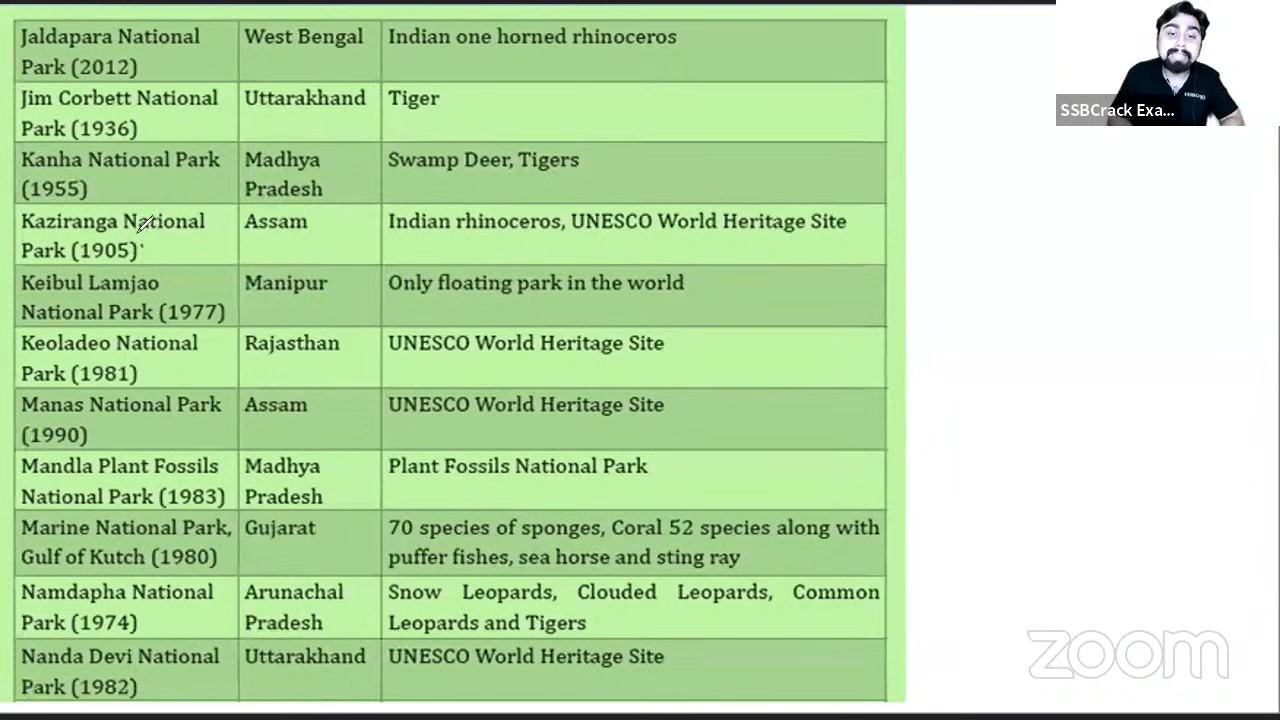 Jaldapara National Park (2012) West Bengal Indian one horned rhinoceros
Jim Corbett National Park (1936) Uttarakhand Tiger
Kanha National Park (1955) Madhya Pradesh Swamp Deer, Tigers
Kaziranga National Park (1905) Assam Indian rhinoceros, UNESCO World Heritage Site
Keibul Lamjao National Park (1977) Manipur Only floating park in the world
Keoladeo National Park (1981) Rajasthan UNESCO World Heritage Site
Manas National Park (1990) Assam UNESCO World Heritage Site
Mandla Plant Fossils National Park (1983) Madhya Pradesh Plant Fossils National Park
Marine National Park, Gulf of Kutch (1980) Gujarat 70 species of sponges, Coral 52 species along with puffer fishes, sea horse and sting ray
Namdapha National Park (1974) Arunachal Pradesh Snow Leopards, Clouded Leopards, Common Leopards and Tigers
Nanda Devi National Park (1982) Uttarakhand UNESCO World Heritage Site
SSBCrack Exa...
zoom